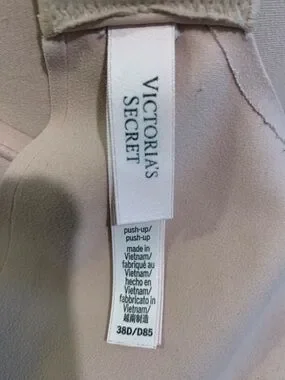 VICTORIA'S
SECRET
push-up/
push-up
made in
Vietnam/
fabriqué au
Vietnam/
hecho en
Vietnam/
fabbricato in
Vietnam/
越南制造
38D/D85